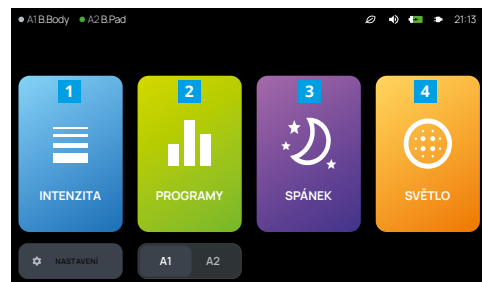 A1 B.Body A2 B.Pad 21:13
1 2 3 4
INTENZITA PROGRAMY SPÁNEK SVĚTLO
NASTAVENÍ A1 A2